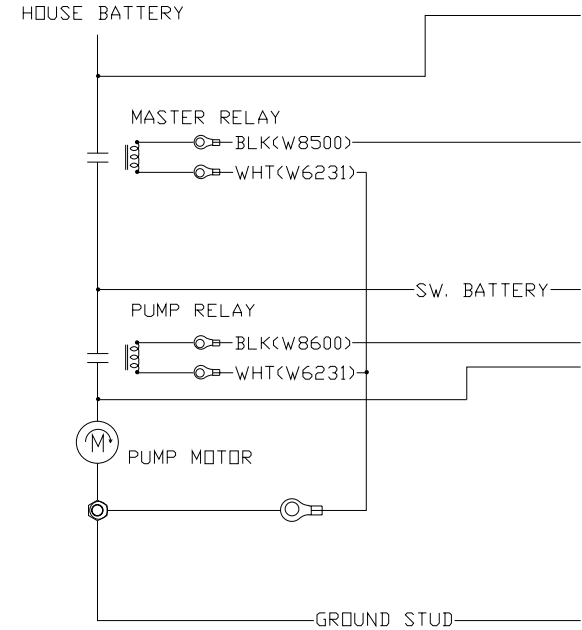 HOUSE BATTERY
MASTER RELAY
BLK(W8500)
WHT(W6231)
SW. BATTERY
PUMP RELAY
BLK(W8600)
WHT(W6231)
M
PUMP MOTOR
GROUND STUD